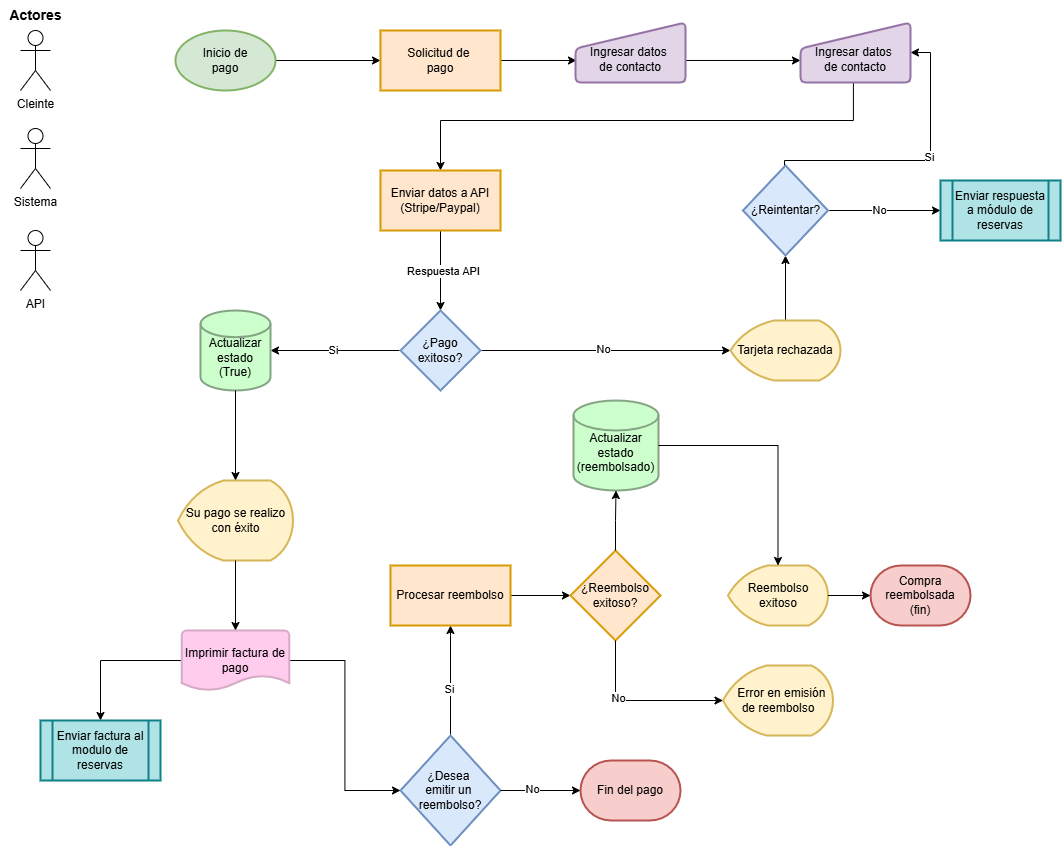 Actores
Cleinte
Sistema
API
Inicio de
pago
Solicitud de
pago
Ingresar datos
de contacto
Ingresar datos
de contacto
Enviar datos a API
(Stripe/Paypal)
¿Reintentar?
Si
No
Enviar respuesta
a módulo de
reservas
Respuesta API
¿Pago
exitoso?
Si
No
Actualizar
estado
(True)
Tarjeta rechazada
Su pago se realizo
con éxito
Imprimir factura de
pago
Enviar factura al
modulo de
reservas
¿Desea
emitir un
reembolso?
No
Fin del pago
Si
Procesar reembolso
¿Reembolso
exitoso?
Actualizar
estado
(reembolsado)
Reembolso
exitoso
Compra
reembolsada
(fin)
No
Error en emisión
de reembolso